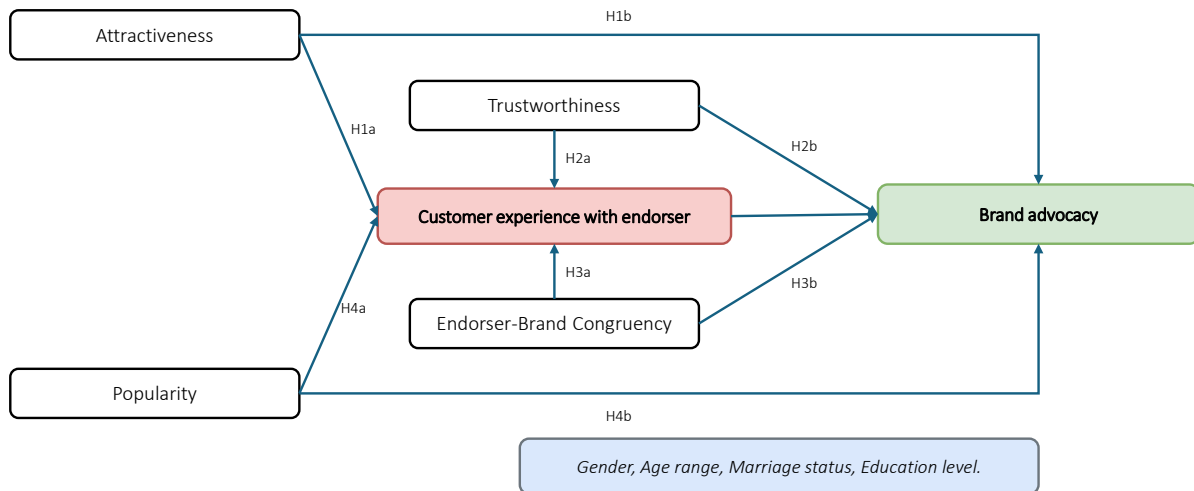 H1b
Attractiveness
Trustworthiness
H1a
H2a
H2b
Customer experience with endorser
Brand advocacy
H3a
H3b
H4a
Endorser-Brand Congruency
Popularity
H4b
Gender, Age range, Marriage status, Education level.